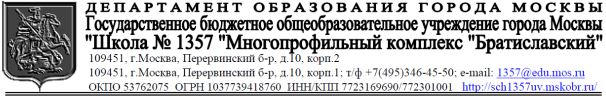 ДЕПАРТАМЕНТ ОБРАЗОВАНИЯ ГОРОДА МОСКВЫ
Государственное бюджетное общеобразовательное учреждение города Москвы
"Школа № 1357 "Многопрофильный комплекс "Братиславский"
109451, г.Москва, Перервинский б-р, д.10, корп.2
109451, г.Москва, Перервинский б-р, д.10, корп.1; т/ф +7(495)346-45-50; e-mail: 1357@edu.mos.ru
ОКПО 53762075 ОГРН 1037739418760 ИНН/КПП 7723169690/772301001 http://sch1357uv.mskobr.ru/